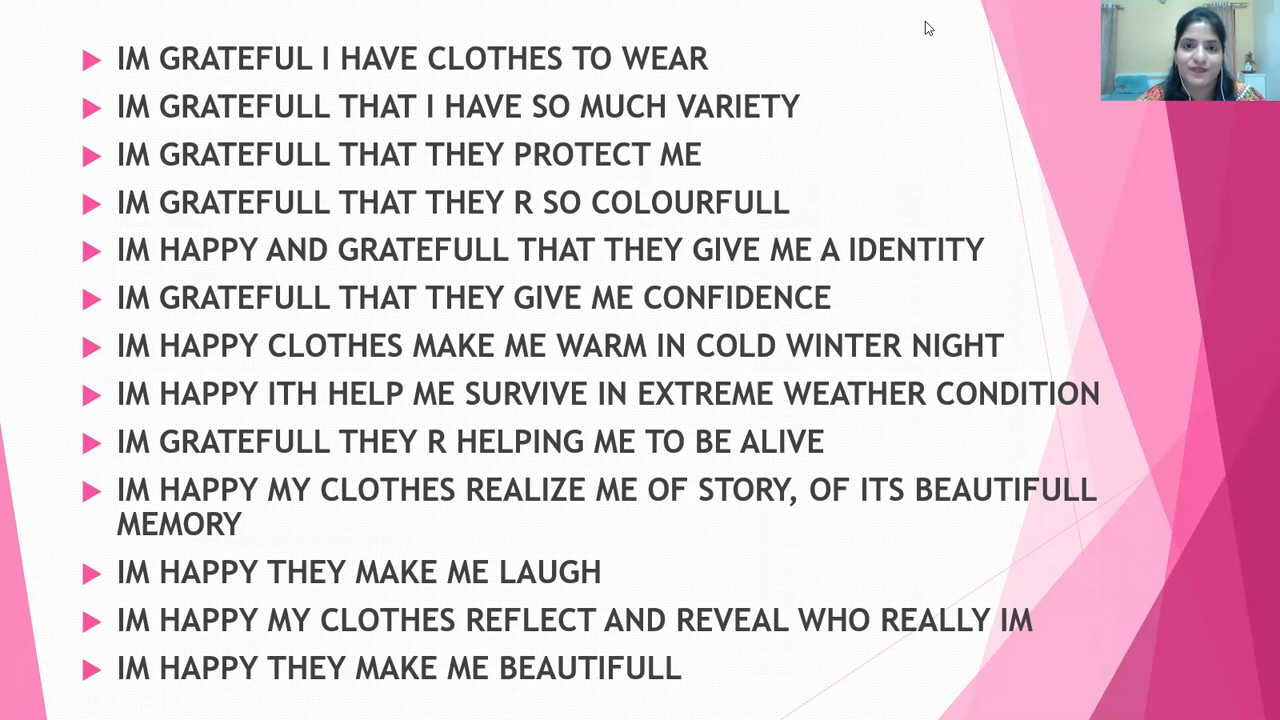 IM GRATEFUL I HAVE CLOTHES TO WEAR
IM GRATEFULL THAT I HAVE SO MUCH VARIETY
IM GRATEFULL THAT THEY PROTECT ME
IM GRATEFULL THAT THEY R SO COLOURFULL
IM HAPPY AND GRATEFULL THAT THEY GIVE ME A IDENTITY
IM GRATEFULL THAT THEY GIVE ME CONFIDENCE
IM HAPPY CLOTHES MAKE ME WARM IN COLD WINTER NIGHT
IM HAPPY ITH HELP ME SURVIVE IN EXTREME WEATHER CONDITION
IM GRATEFULL THEY R HELPING ME TO BE ALIVE
IM HAPPY MY CLOTHES REALIZE ME OF STORY, OF ITS BEAUTIFULL
MEMORY
IM HAPPY THEY MAKE ME LAUGH
IM HAPPY MY CLOTHES REFLECT AND REVEAL WHO REALLY IM
IM HAPPY THEY MAKE ME BEAUTIFULL